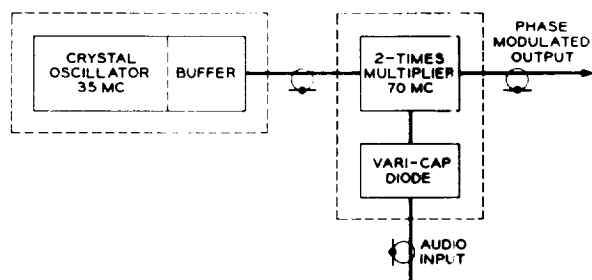 CRYSTAL
OSCILLATOR
35 MC
BUFFER
2-TIMES
MULTIPLIER
70 MC
PHASE
MODULATED
OUTPUT
VARI-CAP
DIODE
AUDIO
INPUT